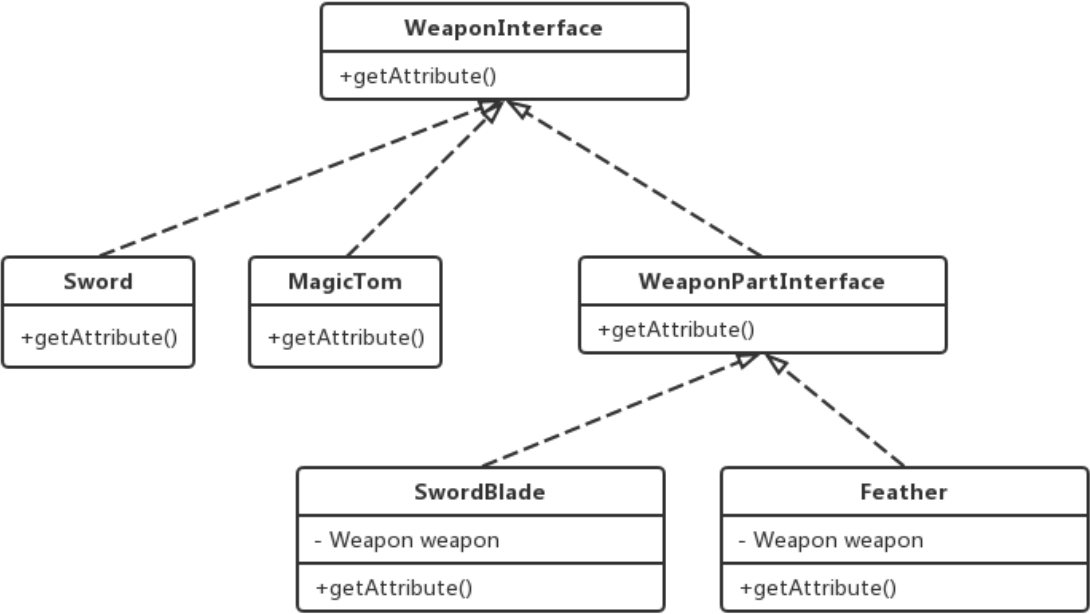 WeaponInterface
+getAttribute()
Sword
+getAttribute()
MagicTom
+getAttribute()
WeaponPartInterface
+getAttribute()
SwordBlade
- Weapon weapon
+getAttribute()
Feather
- Weapon weapon
+getAttribute()